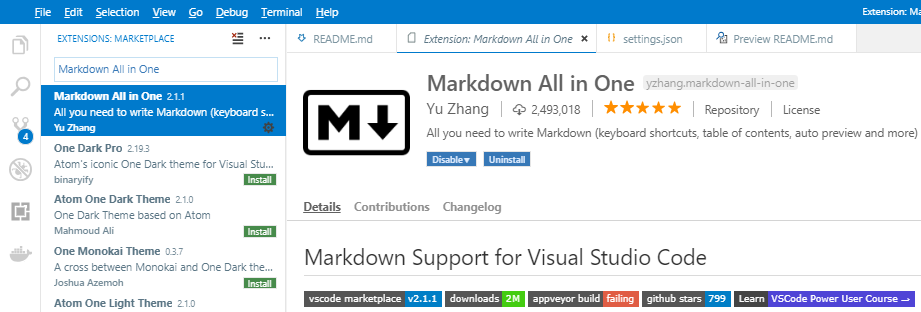 File Edit Selection View Go Debug Terminal Help Extension: Ma
EXTENSIONS: MARKETPLACE ...
README.md Extension: Markdown All in One settings.json Preview README.md
Markdown All in One
Markdown All in One 2.1.1
All you need to write Markdown (keyboard s...
Yu Zhang
One Dark Pro 2.19.3
Atom's iconic One Dark theme for Visual Stu...
binaryify Install
Atom One Dark Theme 2.1.0
One Dark Theme based on Atom
Mahmoud Ali Install
One Monokai Theme 0.3.7
A cross between Monokai and One Dark the...
Joshua Azemoh Install
Atom One Light Theme 2.1.0
4
M
Markdown All in One yzhang.markdown-all-in-one
Yu Zhang 2,493,018 Repository License
All you need to write Markdown (keyboard shortcuts, table of contents, auto preview and more)
Disable Uninstall
Details Contributions Changelog
Markdown Support for Visual Studio Code
vscode marketplace v2.1.1 downloads 2M appveyor build failing github stars 799 Learn VSCode Power User Course →